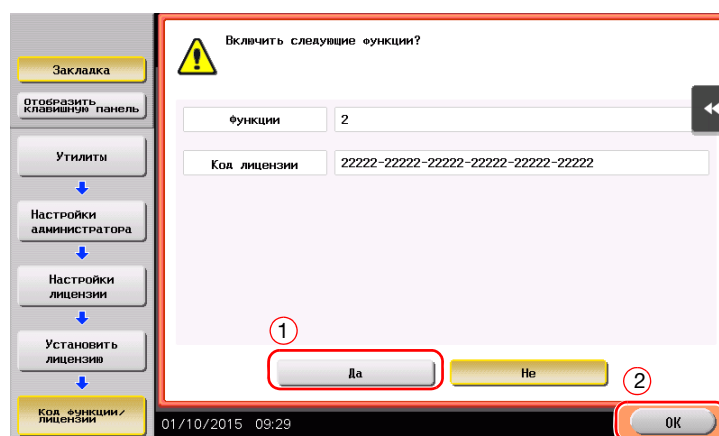 Закладка
Отобразить
клавишную панель
Утилиты
Настройки
администратора
Настройки
лицензии
Установить
лицензию
Код функции/
лицензии
Включить следующие функции?
Функции
2
Код лицензии
22222-22222-22222-22222-22222-22222
1
Да
Не
2
01/10/2015 09:29
OK